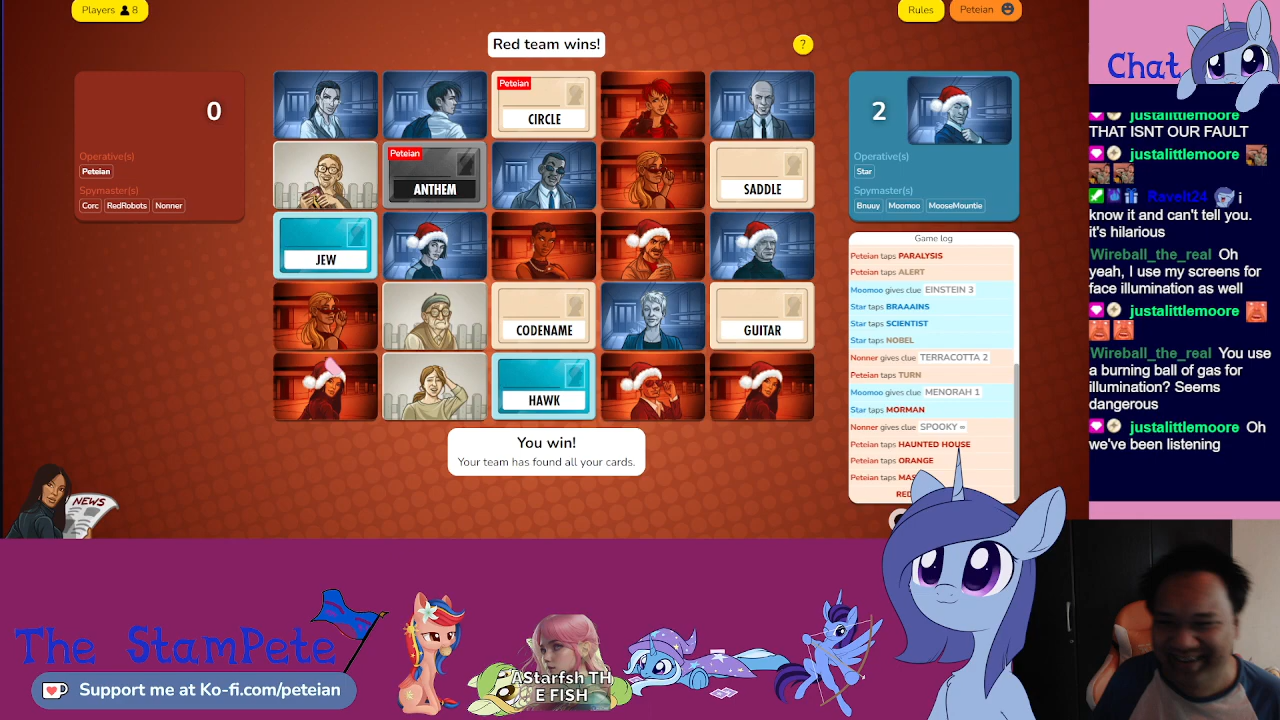 Players 8
Rules
Peteian
Red team wins!
?
0
Operative(s)
Peteian
Spymaster(s)
Corc RedRobots Nonner
Peteian
CIRCLE
Peteian
ANTHEM
SADDLE
JEW
CODENAME
GUITAR
HAWK
2
Operative(s)
Star
Spymaster(s)
Bnuuy Moomoo MooseMountie
Game log
Peteian taps PARALYSIS
Peteian taps ALERT
Moomoo gives clue EINSTEIN 3
Star taps BRAAAINS
Star taps SCIENTIST
Star taps NOBEL
Nonner gives clue TERRACOTTA 2
Peteian taps TURN
Moomoo gives clue MENORAH 1
Star taps MORMAN
Nonner gives clue SPOOKY ∞
Peteian taps HAUNTED HOUSE
Peteian taps ORANGE
Peteian taps MAS
RED
You win!
Your team has found all your cards.
NEWS
Chat
justalittlemoore
THAT ISNT OUR FAULT
justalittlemoore
RaveIt24 i
know it and can't tell you.
it's hilarious
Wireball_the_real Oh
yeah, I use my screens for
face illumination as well
justalittlemoore
Wireball_the_real You use
a burning ball of gas for
illumination? Seems
dangerous
justalittlemoore Oh
we've been listening
The StamPete
Support me at Ko-fi.com/peteian
AStarfsh TH
E FISH